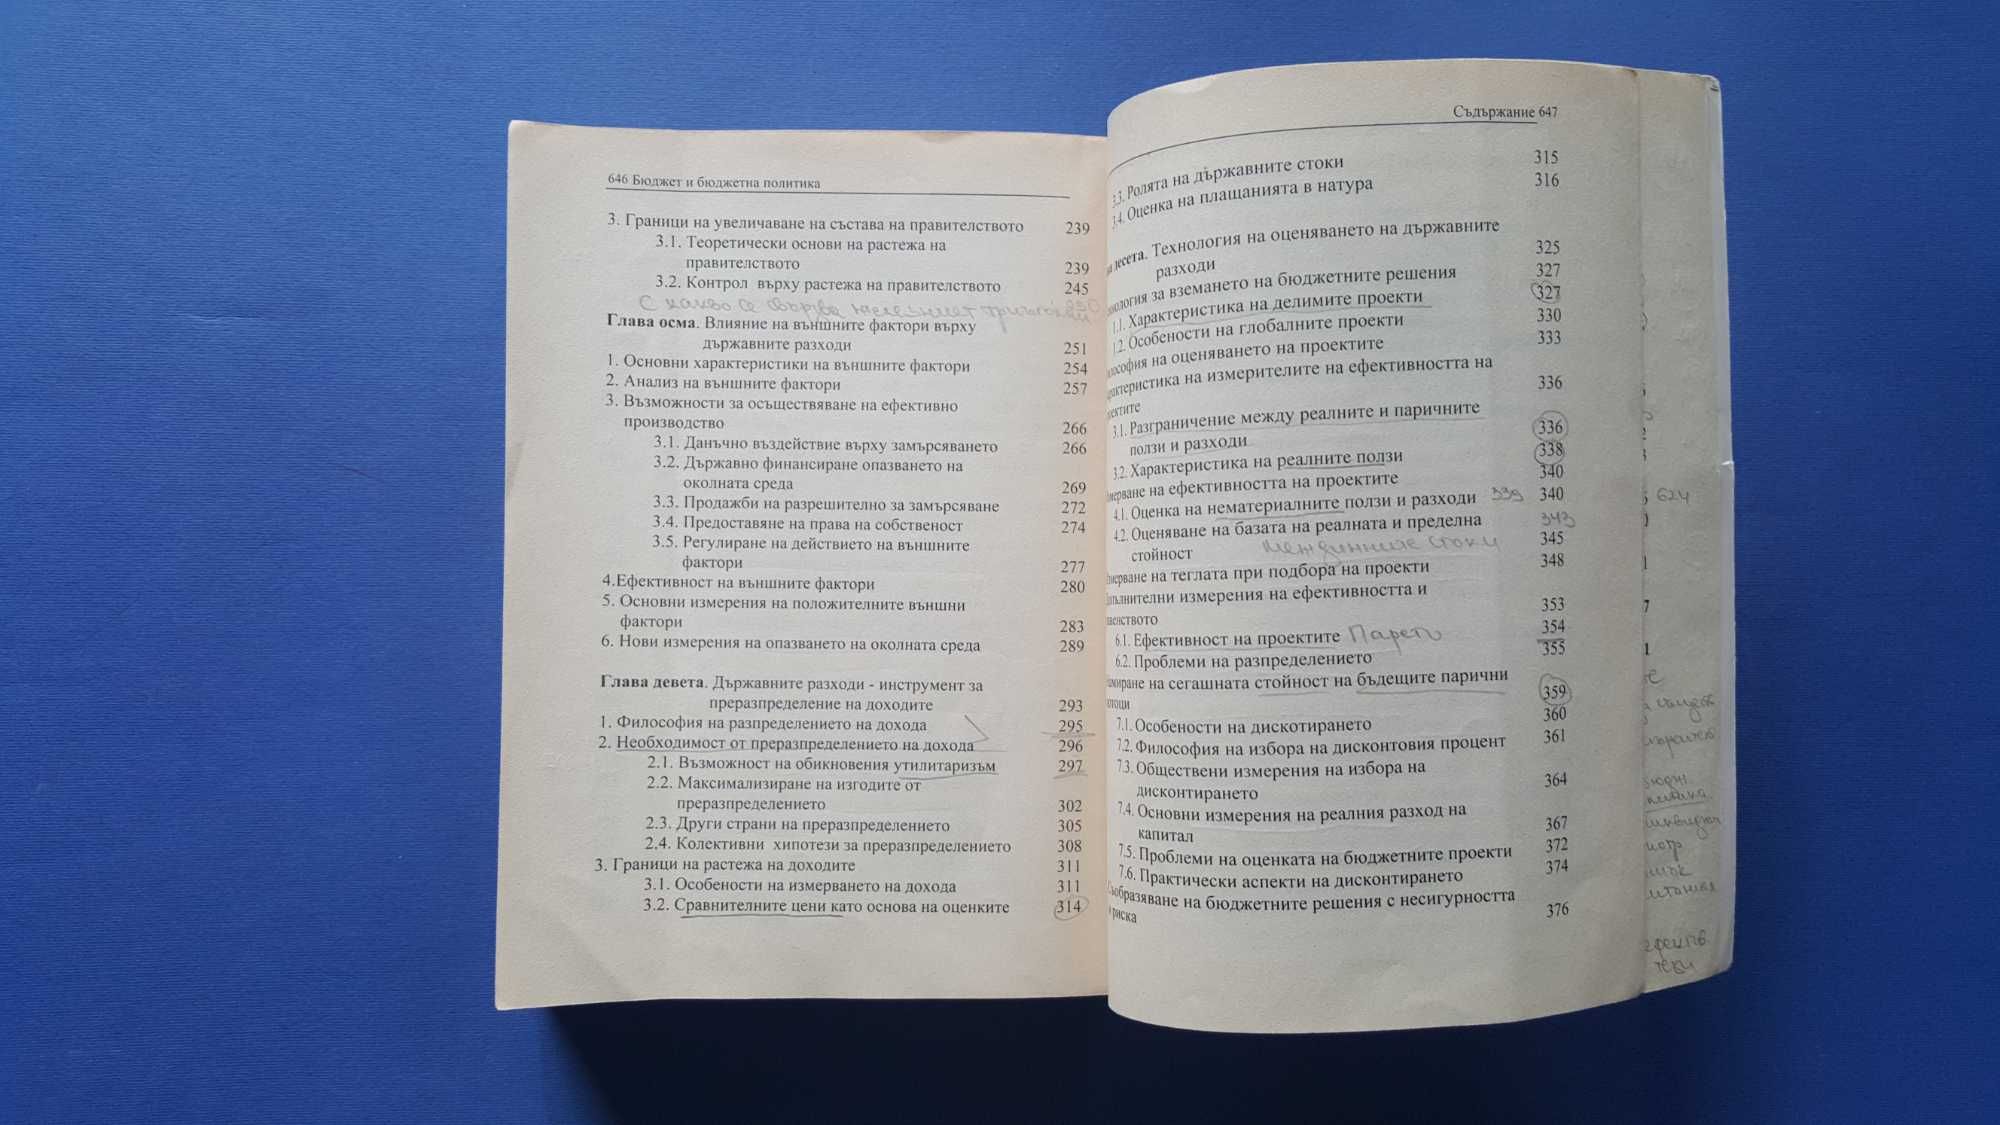 646 Бюджет и бюджетна политика
3. Граници на увеличаване на състава на правителството 239
3.1. Теоретически основи на растежа на
правителството 239
3.2. Контрол върху растежа на правителството 245
с какво се свързва железният триъгълник
Глава осма. Влияние на външните фактори върху
държавните разходи 251
1. Основни характеристики на външните фактори 254
2. Анализ на външните фактори 257
3. Възможности за осъществяване на ефективно
производство 266
3.1. Данъчно въздействие върху замърсяването 266
3.2. Държавно финансиране опазването на
околната среда 269
3.3. Продажби на разрешително за замърсяване 272
3.4. Предоставяне на права на собственост 274
3.5. Регулиране на действието на външните
фактори 277
4.Ефективност на външните фактори 280
5. Основни измерения на положителните външни
фактори 283
6. Нови измерения на опазването на околната среда 289
Глава девета. Държавните разходи - инструмент за
преразпределение на доходите 293
1. Философия на разпределението на дохода 295
2. Необходимост от преразпределението на дохода 296
2.1. Възможност на обикновения утилитаризъм 297
2.2. Максимализиране на изгодите от
преразпределението 302
2.3. Други страни на преразпределението 305
2.4. Колективни хипотези за преразпределението 308
3. Граници на растежа на доходите 311
3.1. Особености на измерването на дохода 311
3.2. Сравнителните цени като основа на оценките 314
Съдържание 647
3.3. Ролята на държавните стоки 315
3.4. Оценка на плащанията в натура 316
десета. Технология на оценяването на държавните
разходи 325
за вземането на бюджетните решения 327
1.1. Характеристика на делимите проекти 327
1.2. Особености на глобалните проекти 330
на оценяването на проектите 333
на измерителите на ефективността на
336
3.1. Разграничение между реалните и паричните
ползи и разходи 336
3.2. Характеристика на реалните ползи 338
на ефективността на проектите 340
4.1. Оценка на нематериалните ползи и разходи 339 340
4.2. Оценяване на базата на реалната и пределна 343
стойност междинните стоки 345
на теглата при подбора на проекти 348
измерения на ефективността и
353
6.1. Ефективност на проектите Парето 354
6.2. Проблеми на разпределението 355
на сегашната стойност на бъдещите парични
359
7.1. Особености на дискотирането 360
7.2. Философия на избора на дисконтовия процент 361
7.3. Обществени измерения на избора на
дисконтирането 364
7.4. Основни измерения на реалния разход на
капитал 367
7.5. Проблеми на оценката на бюджетните проекти 372
7.6. Практически аспекти на дисконтирането 374
Съобразяване на бюджетните решения с несигурността
и риска 376
624